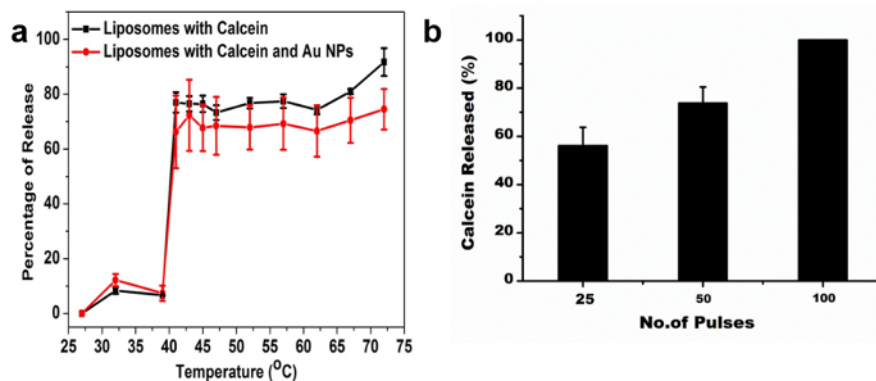 a
Liposomes with Calcein
Liposomes with Calcein and Au NPs
Percentage of Release
100
80
60
40
20
0
25 30 35 40 45 50 55 60 65 70 75
Temperature (°C)
b
Calcein Released (%)
100
80
60
40
20
0
25 50 100
No.of Pulses